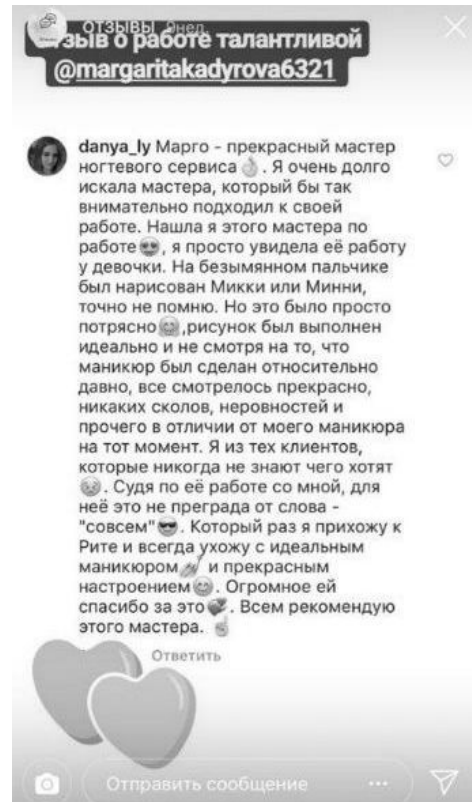 ОТЗЫВЫ 9нед.
зыв о работе талантливой
@margaritakadyrova6321
danya_ly Марго - прекрасный мастер
ногтевого сервиса👌. Я очень долго
искала мастера, который бы так
внимательно подходил к своей
работе. Нашла я этого мастера по
работе😎, я просто увидела её работу
у девочки. На безымянном пальчике
был нарисован Микки или Минни,
точно не помню. Но это было просто
потрясно🤗,рисунок был выполнен
идеально и не смотря на то, что
маникюр был сделан относительно
давно, все смотрелось прекрасно,
никаких сколов, неровностей и
прочего в отличии от моего маникюра
на тот момент. Я из тех клиентов,
которые никогда не знают чего хотят
😣. Судя по её работе со мной, для
неё это не преграда от слова -
"совсем"😎. Который раз я прихожу к
Рите и всегда ухожу с идеальным
маникюром💅 и прекрасным
настроением😊. Огромное ей
спасибо за это💞. Всем рекомендую
этого мастера. ☝
Ответить
Отправить сообщение